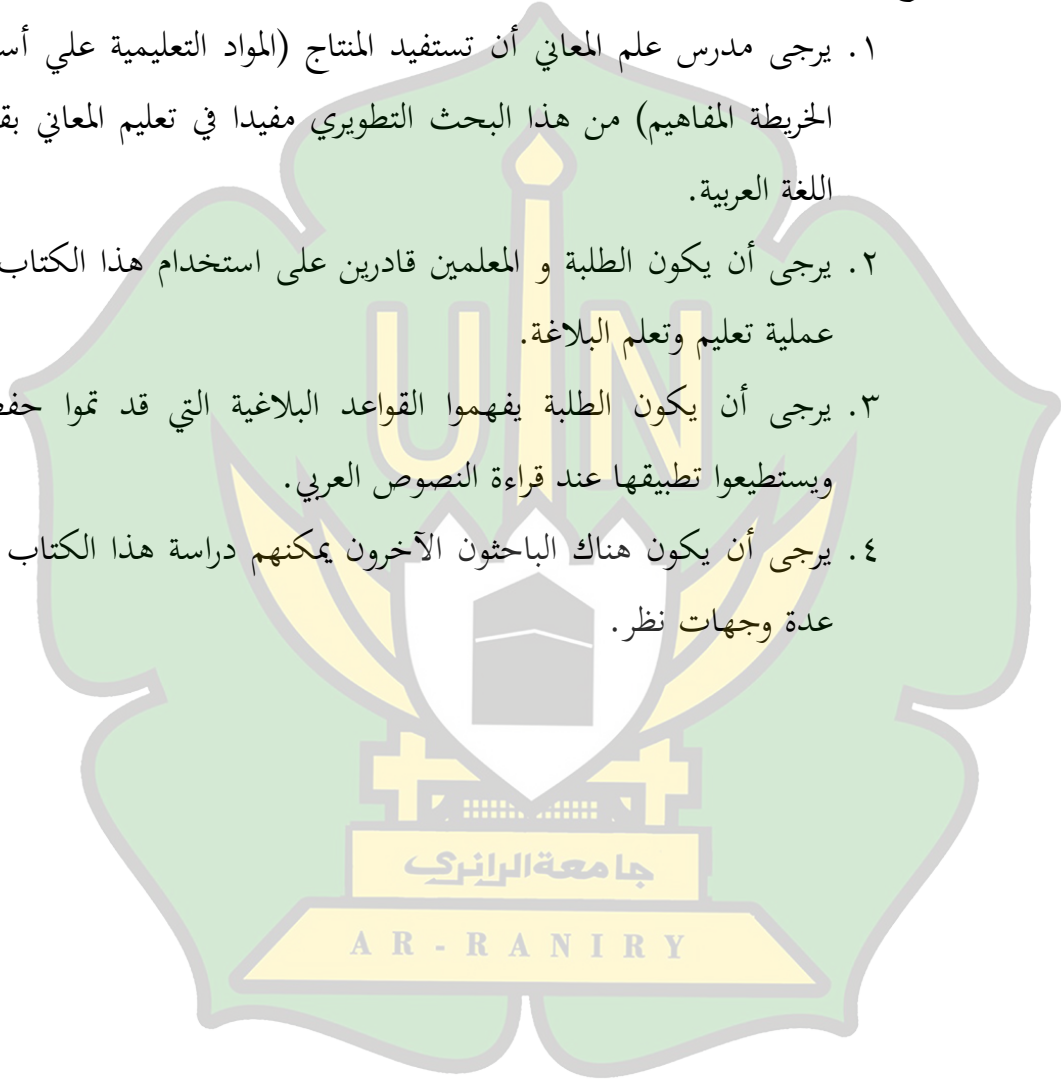 ١. يرجى مدرس علم المعاني أن تستفيد المنتاج (المواد التعليمية علي
الخريطة المفاهيم) من هذا البحث التطويري مفيدا في تعليم المعاني
اللغة العربية.
٢. يرجى أن يكون الطلبة و المعلمين قادرين على استخدام هذا الكتاب
عملية تعليم وتعلم البلاغة.
٣. يرجى أن يكون الطلبة يفهموا القواعد البلاغية التي قد تموا
ويستطيعوا تطبيقها عند قراءة النصوص العربي.
٤. يرجى أن يكون هناك الباحثون الآخرون يمكنهم دراسة هذا الكتاب
عدة وجهات نظر.
UIN
جامعة الرانري
AR-RANIRY